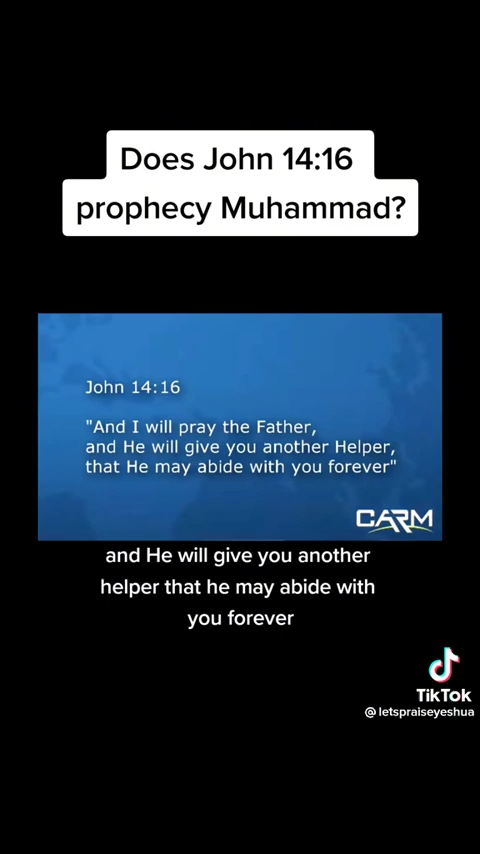 Does John 14:16
prophecy Muhammad?
John 14:16
"And I will pray the Father,
and He will give you another Helper,
that He may abide with you forever"
CARM
and He will give you another
helper that he may abide with
you forever
TikTok
@letspraiseyeshua